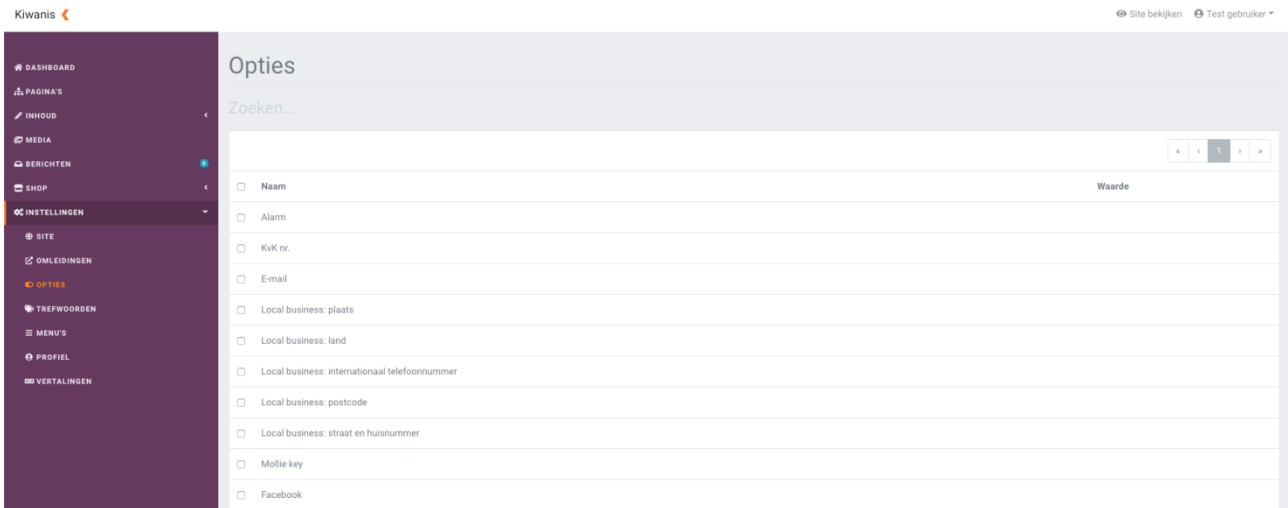 Kiwanis
Site bekijken
Test gebruiker
DASHBOARD
PAGINA'S
INHOUD
MEDIA
BERICHTEN
SHOP
INSTELLINGEN
SITE
OMLEIDINGEN
OPTIES
TREFWOORDEN
MENU'S
PROFIEL
VERTALINGEN
Opties
Zoeken...
« ‹ 1 › »
Naam Waarde
Alarm
KvK nr.
E-mail
Local business: plaats
Local business: land
Local business: internationaal telefoonnummer
Local business: postcode
Local business: straat en huisnummer
Mollie key
Facebook